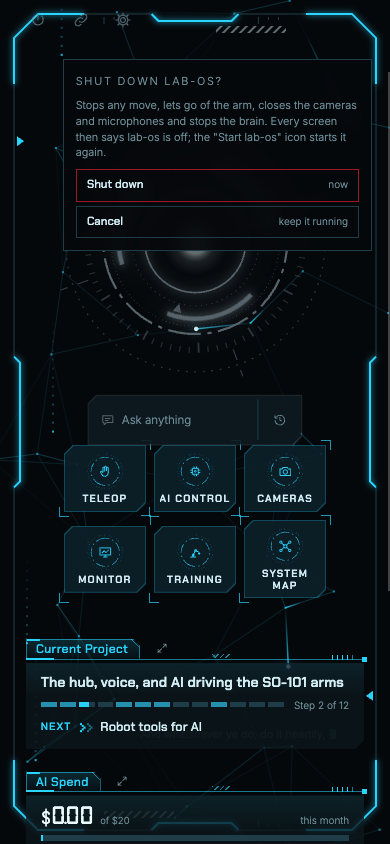 SHUT DOWN LAB-OS?
Stops any move, lets go of the arm, closes the cameras
and microphones and stops the brain. Every screen
then says lab-os is off; the "Start lab-os" icon starts it
again.
Shut down now
Cancel keep it running
Ask anything
TELEOP AI CONTROL CAMERAS
MONITOR TRAINING SYSTEM
MAP
Current Project
The hub, voice, and AI driving the SO-101 arms
Step 2 of 12
NEXT Robot tools for AI
AI Spend
$0.00 of $20 this month